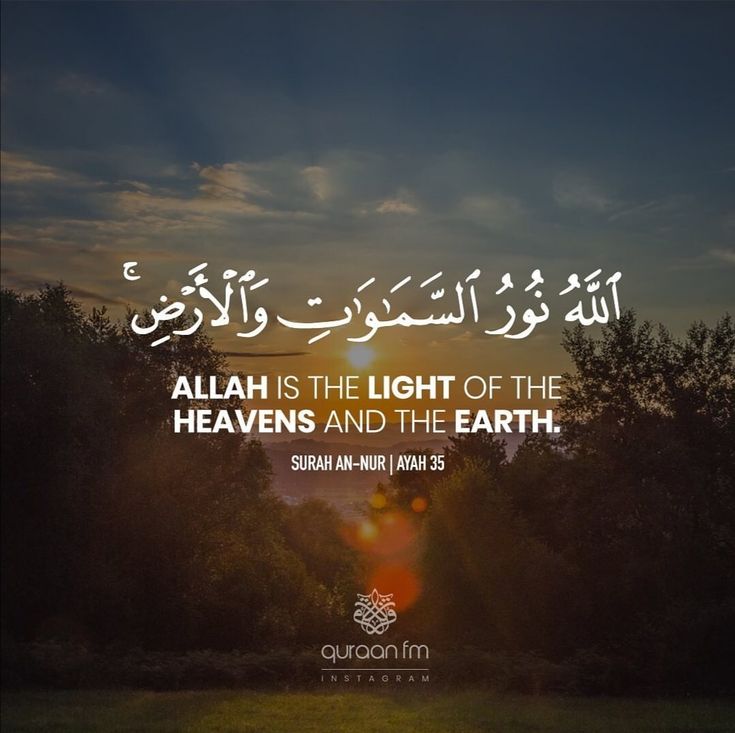 ٱللَّهُ نُورُ ٱلسَّمَـٰوَٰتِ وَٱلْأَرْضِ ۚ
ALLAH IS THE LIGHT OF THE
HEAVENS AND THE EARTH.
SURAH AN-NUR | AYAH 35
quraan fm
INSTAGRAM